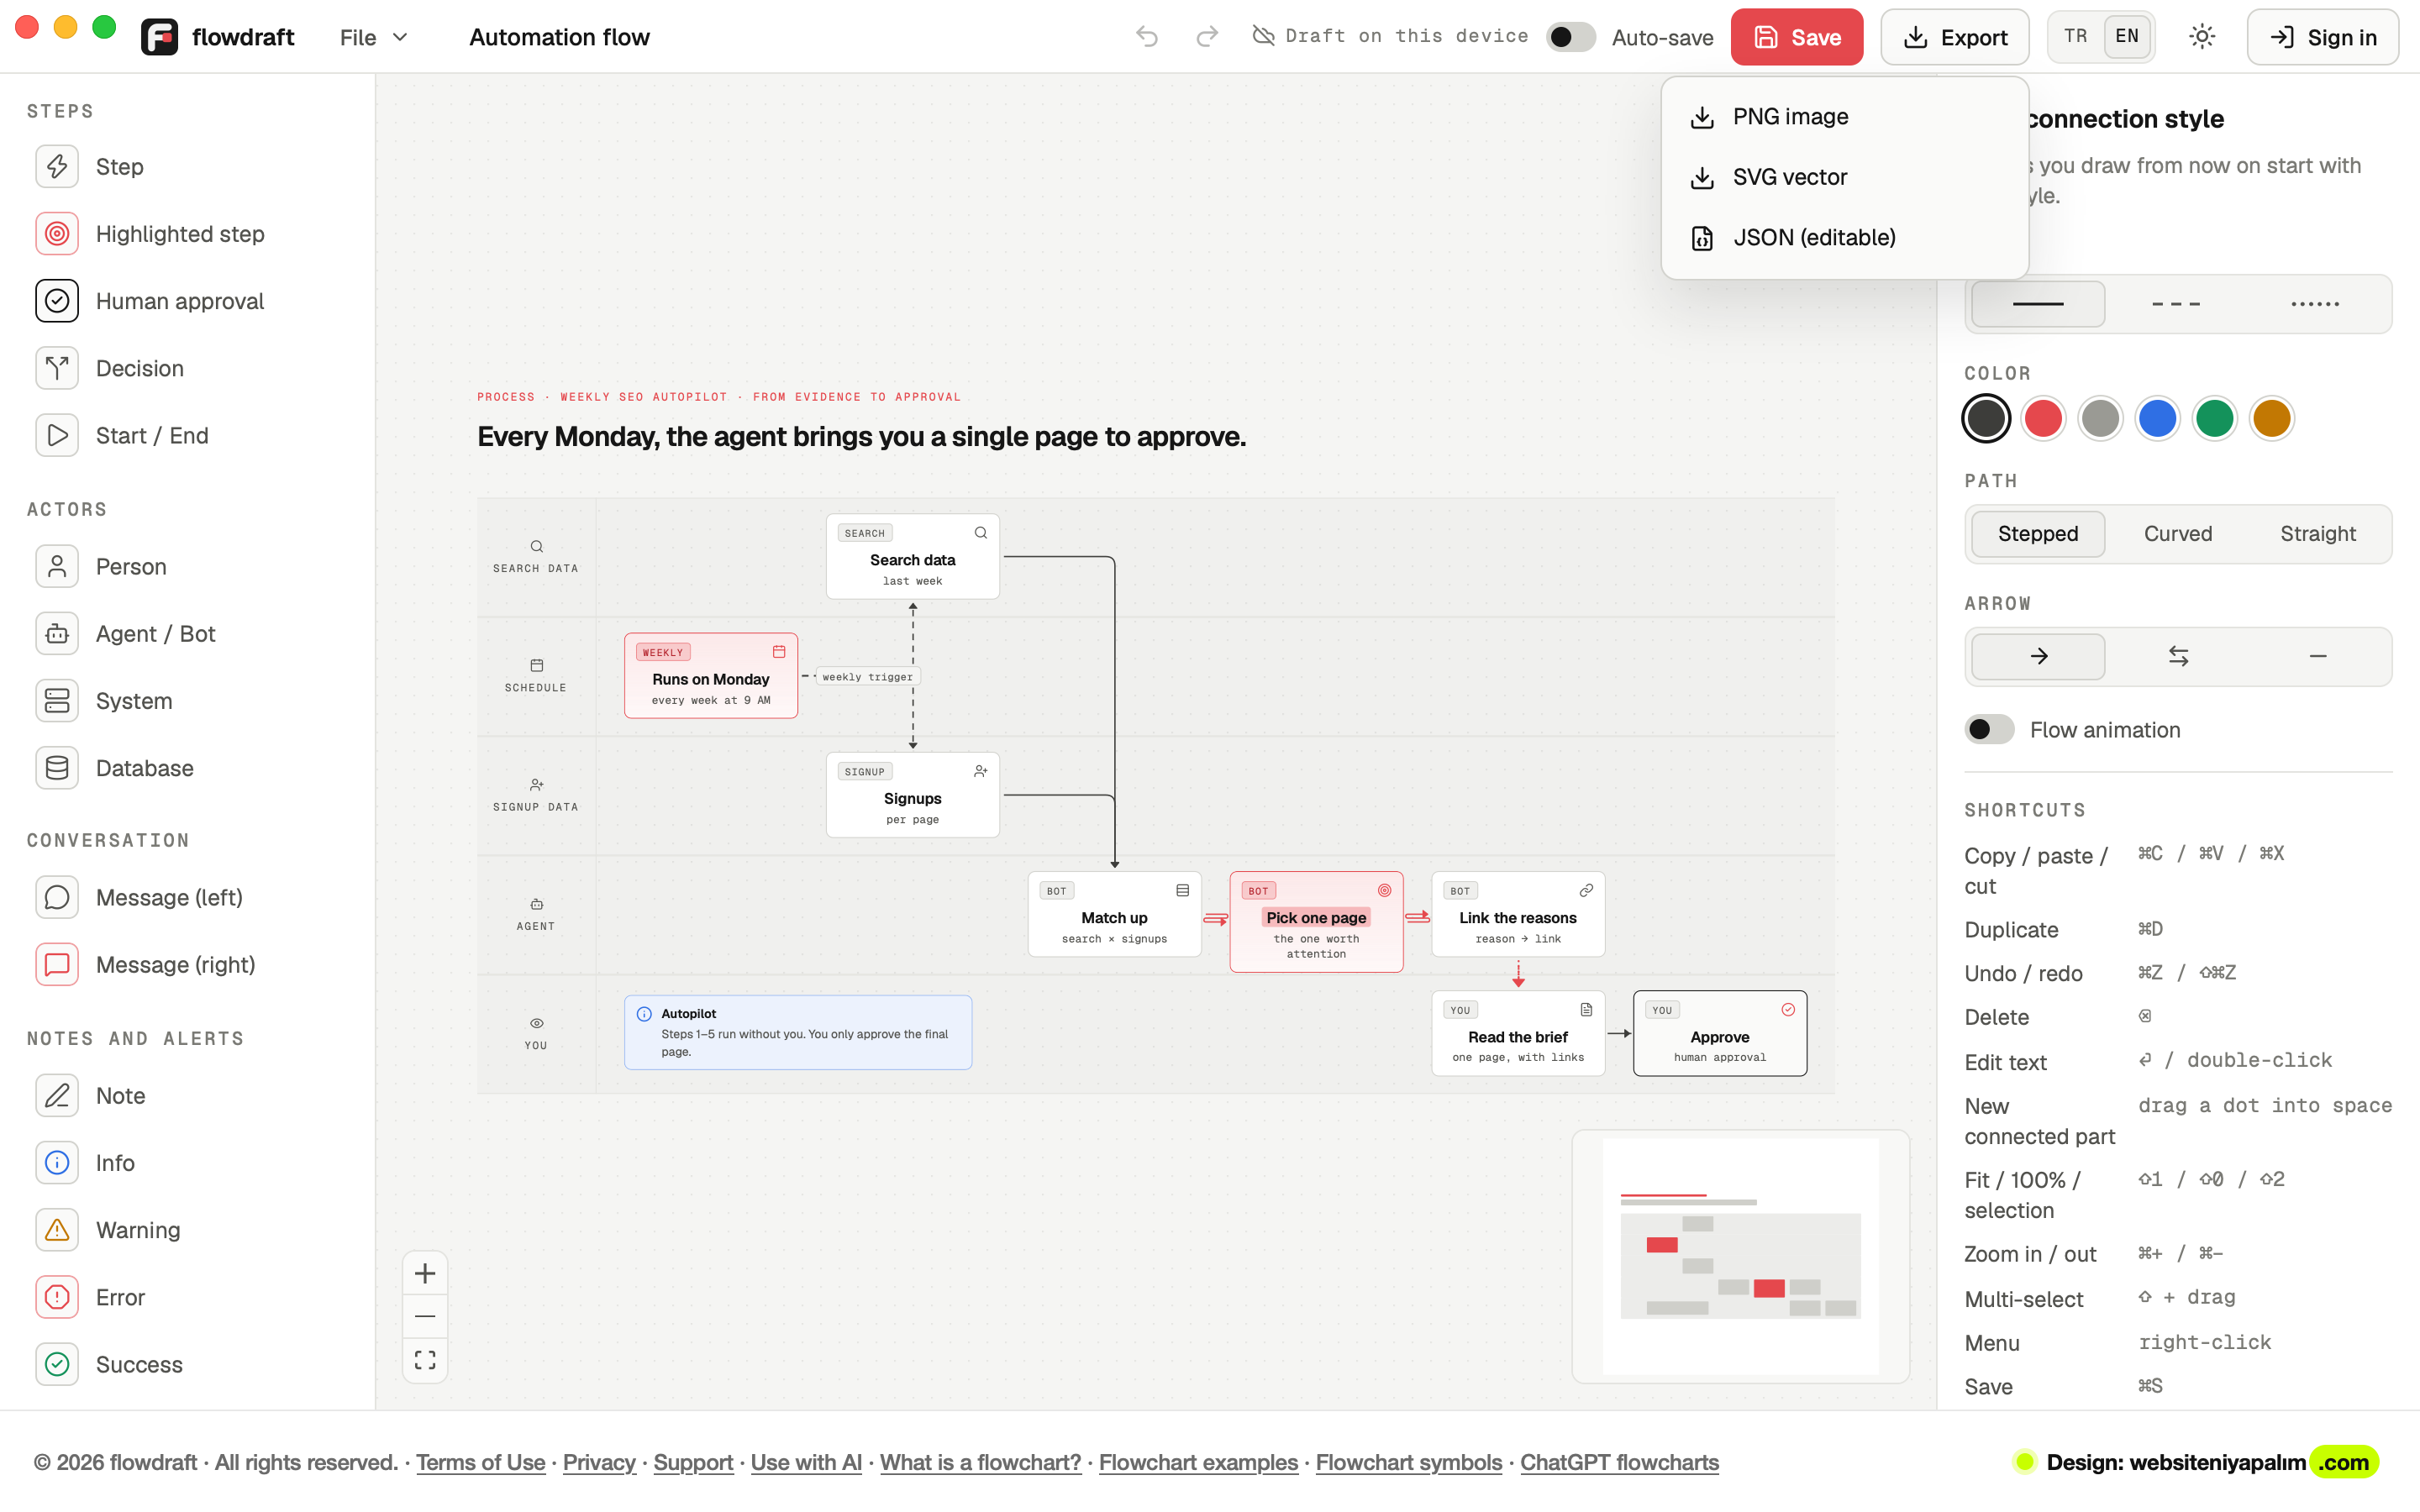 flowdraft
File
Automation flow
Draft on this device
Auto-save
Save
Export
TR
EN
Sign in
PNG image
SVG vector
JSON (editable)
STEPS
Step
Highlighted step
Human approval
Decision
Start / End
ACTORS
Person
Agent / Bot
System
Database
CONVERSATION
Message (left)
Message (right)
NOTES AND ALERTS
Note
Info
Warning
Error
Success
PROCESS · WEEKLY SEO AUTOPILOT · FROM EVIDENCE TO APPROVAL
Every Monday, the agent brings you a single page to approve.
SEARCH DATA
SEARCH
Search data
last week
SCHEDULE
WEEKLY
Runs on Monday
every week at 9 AM
weekly trigger
SIGNUP DATA
SIGNUP
Signups
per page
AGENT
BOT
Match up
search × signups
BOT
Pick one page
the one worth
attention
BOT
Link the reasons
reason → link
YOU
Autopilot
Steps 1–5 run without you. You only approve the final
page.
YOU
Read the brief
one page, with links
YOU
Approve
human approval
connection style
you draw from now on start with
COLOR
PATH
Stepped
Curved
Straight
ARROW
Flow animation
SHORTCUTS
Copy / paste /
cut
⌘C / ⌘V / ⌘X
Duplicate
⌘D
Undo / redo
⌘Z / ⇧⌘Z
Delete
⌫
Edit text
⏎ / double-click
New
connected part
drag a dot into space
Fit / 100% /
selection
⇧1 / ⇧0 / ⇧2
Zoom in / out
⌘+ / ⌘−
Multi-select
⇧ + drag
Menu
right-click
Save
⌘S
© 2026 flowdraft · All rights reserved. · Terms of Use · Privacy · Support · Use with AI · What is a flowchart? · Flowchart examples · Flowchart symbols · ChatGPT flowcharts
Design: websiteniyapalım .com